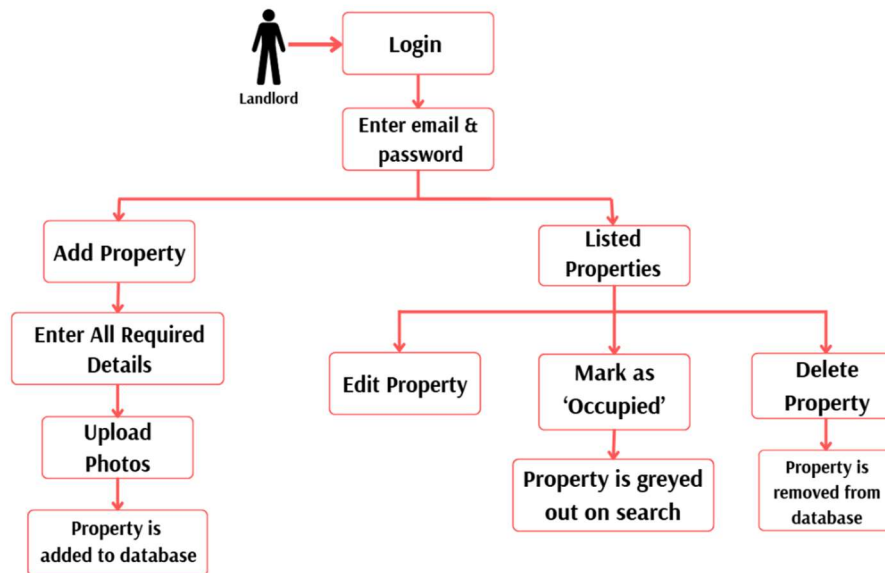 Login
Landlord
Enter email &
password
Add Property
Listed
Properties
Enter All Required
Details
Edit Property
Mark as
‘Occupied’
Delete
Property
Upload
Photos
Property is greyed
out on search
Property is
removed from
database
Property is
added to database